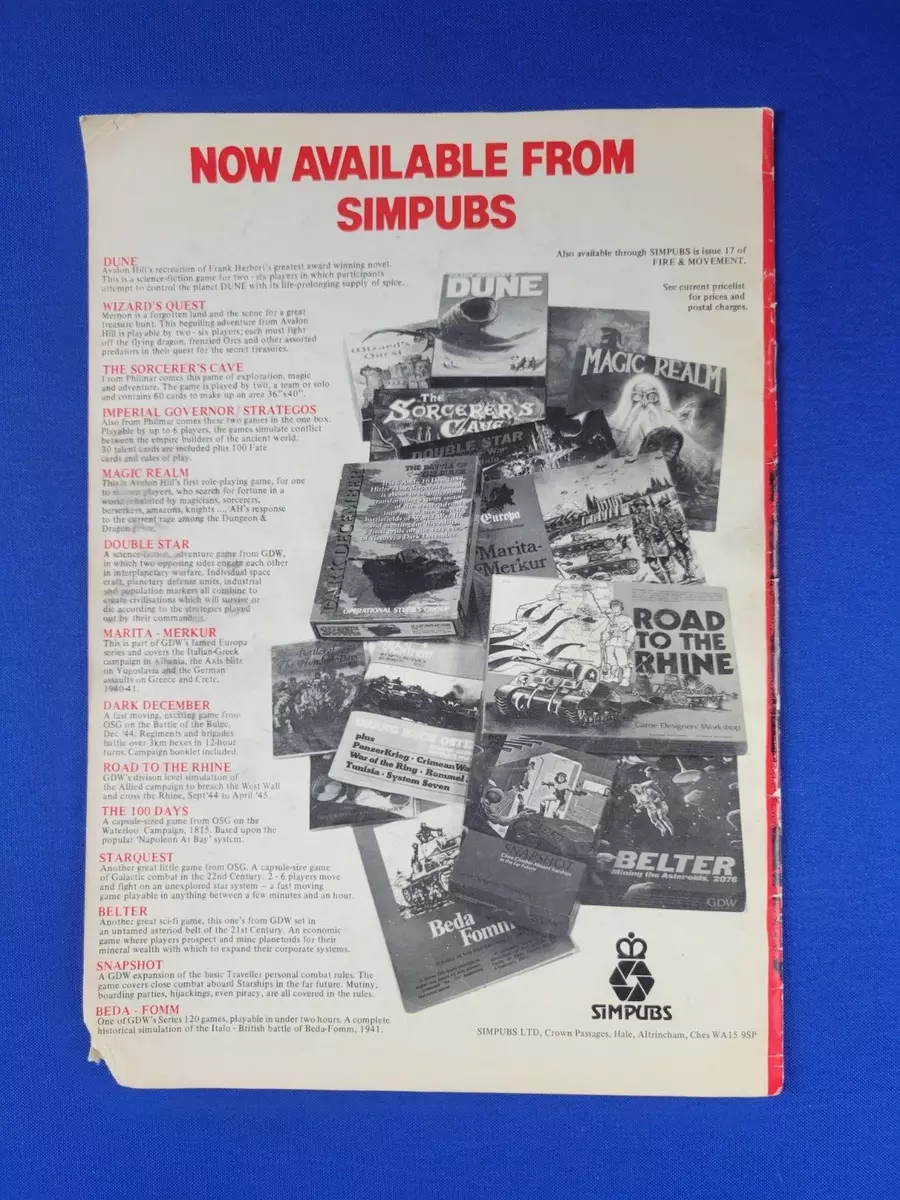 NOW AVAILABLE FROM
SIMPUBS
DUNE
Avalon Hill's recreation of Frank Herbert's greatest award winning novel.
This is a science-fiction game for two - six players in which participants
attempt to control the planet DUNE with its life-prolonging supply of spice.
WIZARD'S QUEST
Mernon is a forgotten land and the scene for a great
treasure hunt. This beguiling adventure from Avalon
Hill is playable by two - six players; each must fight
off the flying dragon, frenzied Orcs and other assorted
predators in their quest for the secret treasures.
THE SORCERER'S CAVE
From Philmar comes this game of exploration, magic
and adventure. The game is played by two, a team or solo
and contains 60 cards to make up an area 36"x40".
IMPERIAL GOVERNOR/ STRATEGOS
Also from Philmar comes these two games in the one box.
Playable by up to 6 players, the games simulate conflict
between the empire builders of the ancient world.
30 talent cards are included plus 100 Fate
cards and rules of play.
MAGIC REALM
This is Avalon Hill's first role-playing game, for one
to sixteen players, who search for fortune in a
world inhabited by magicians, sorcerers,
berserkers, amazons, knights ..., AH's response
to the current rage among the Dungeon &
Dragon
DOUBLE STAR
A science-fiction, adventure game from GDW,
in which two opposing sides engage each other
in interplanetary warfare. Individual space
craft, planetary defense units, industrial
and population markers all combine to
create civilisations which will survive or
die according to the strategies played
out by their commanders.
MARITA - MERKUR
This is part of GDW's famed Europa
series and covers the Italian-Greek
campaign in Albania, the Axis blitz
on Yugoslavia and the German
assaults on Greece and Crete.
1940-41.
DARK DECEMBER
A fast moving, exciting game from
OSG on the Battle of the Bulge,
Dec '44. Regiments and brigades
battle over 3km hexes in 12-hour
turns. Campaign booklet included.
ROAD TO THE RHINE
GDW's divison level simulation of
the Allied campaign to breach the West Wall
and cross the Rhine, Sept'44 to April '45.
THE 100 DAYS
A capsule-sized game from OSG on the
Waterloo Campaign, 1815. Based upon the
popular 'Napoleon At Bay' system.
STARQUEST
Another great little game from OSG. A capsule-size game
of Galactic combat in the 22nd Century. 2 - 6 players move
and fight on an unexplored star system – a fast moving
game playable in anything between a few minutes and an hour.
BELTER
Another great sci-fi game, this one's from GDW set in
an untamed asteriod belt of the 21st Century. An economic
game where players prospect and mine planetoids for their
mineral wealth with which to expand their corporate systems.
SNAPSHOT
A GDW expansion of the basic Traveller personal combat rules. The
game covers close combat aboard Starships in the far future. Mutiny,
boarding parties, hijackings, even piracy, are all covered in the rules.
BEDA - FOMM
One of GDW's Series 120 games, playable in under two hours. A complete
historical simulation of the Italo - British battle of Beda-Fomm, 1941.
Also available through SIMPUBS is issue 17 of
FIRE & MOVEMENT.
See current pricelist
for prices and
postal charges.
DUNE
Wizard's
Quest
MAGIC REALM
The
SORCERER'S
CAVE
DOUBLE STAR
DARK DECEMBER
THE BATTLE OF
THE BULGE
OPERATIONAL STUDIES GROUP
Europa
Marita-
Merkur
ROAD
TO THE
RHINE
Game Designers' Workshop
plus
PanzerKrieg · Crimean Wa
War of the Ring · Rommel
Tunisia · System Seven
SNAPSHOT
BELTER
Mining the Asteroids, 2076
GDW
Beda
Fomm
SIMPUBS
SIMPUBS LTD, Crown Passages, Hale, Altrincham, Ches WA15 9SP